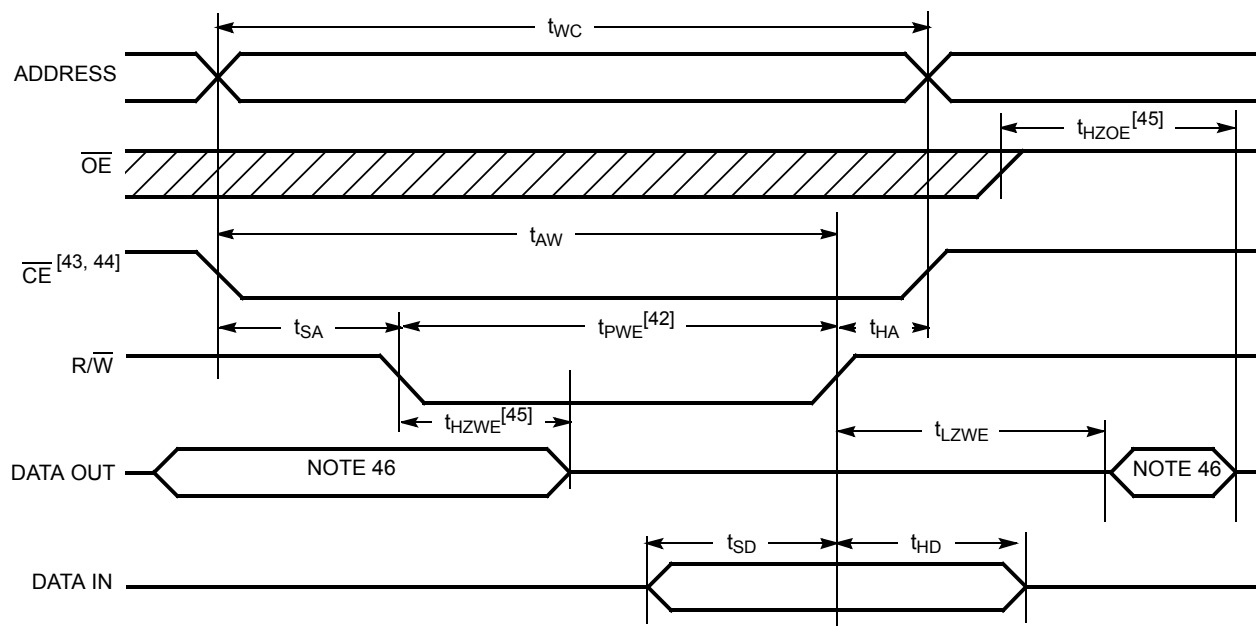 tWC
ADDRESS
tHZOE[45]
OE
tAW
CE [43, 44]
tSA
tPWE[42]
tHA
R/W
tHZWE[45]
tLZWE
DATA OUT
NOTE 46
NOTE 46
tSD
tHD
DATA IN